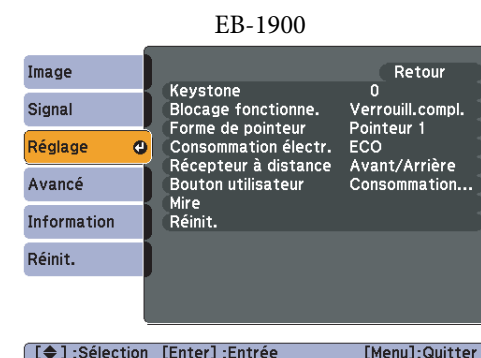 EB-1900
Image
Signal
Réglage
Avancé
Information
Réinit.
Retour
Keystone 0
Blocage fonctionne. Verrouill.compl.
Forme de pointeur Pointeur 1
Consommation électr. ECO
Récepteur à distance Avant/Arrière
Bouton utilisateur Consommation...
Mire
Réinit.
[◆] :Sélection [Enter] :Entrée [Menu]:Quitter